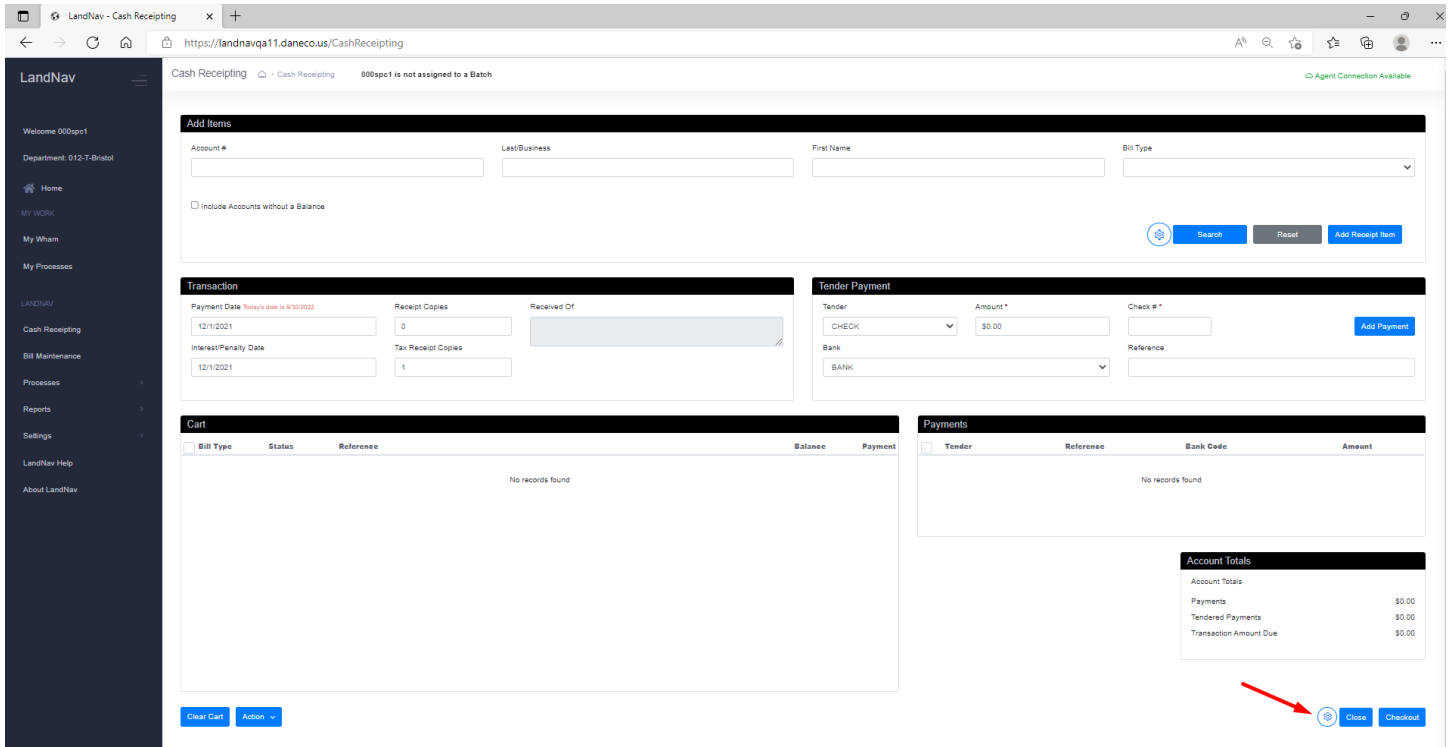 LandNav - Cash Receipting
https://landnavqa11.daneco.us/CashReceipting
LandNav
Cash Receipting - Cash Receipting 000spc1 is not assigned to a Batch
Agent Connection Available
Welcome 000spc1
Department: 012-T-Bristol
Home
MY WORK
My Wham
My Processes
LANDNAV
Cash Receipting
Bill Maintenance
Processes
Reports
Settings
LandNav Help
About LandNav
Add Items
Account # Last/Business First Name Bill Type
Include Accounts without a Balance
Search Reset Add Receipt Item
Transaction
Payment Date Today's date is 9/30/2022 Receipt Copies Received Of
12/1/2021 0
Interest/Penalty Date Tax Receipt Copies
12/1/2021 1
Tender Payment
Tender Amount * Check # *
CHECK $0.00 Add Payment
Bank Reference
BANK
Cart
Bill Type Status Reference Balance Payment
No records found
Payments
Tender Reference Bank Code Amount
No records found
Account Totals
Account Totals
Payments $0.00
Tendered Payments $0.00
Transaction Amount Due $0.00
Clear Cart Action Close Checkout